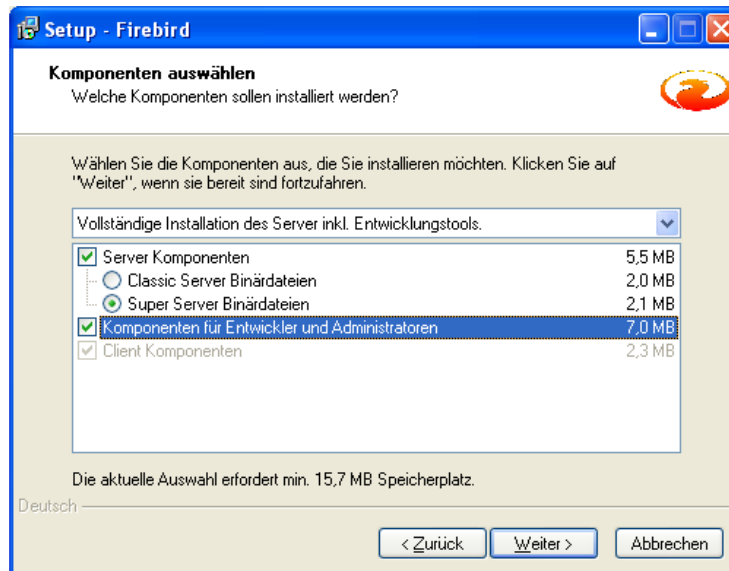 Setup - Firebird
Komponenten auswählen
Welche Komponenten sollen installiert werden?
Wählen Sie die Komponenten aus, die Sie installieren möchten. Klicken Sie auf
"Weiter", wenn sie bereit sind fortzufahren.
Vollständige Installation des Server inkl. Entwicklungstools.
Server Komponenten 5,5 MB
Classic Server Binärdateien 2,0 MB
Super Server Binärdateien 2,1 MB
Komponenten für Entwickler und Administratoren 7,0 MB
Client Komponenten 2,3 MB
Die aktuelle Auswahl erfordert min. 15,7 MB Speicherplatz.
Deutsch
< Zurück Weiter > Abbrechen